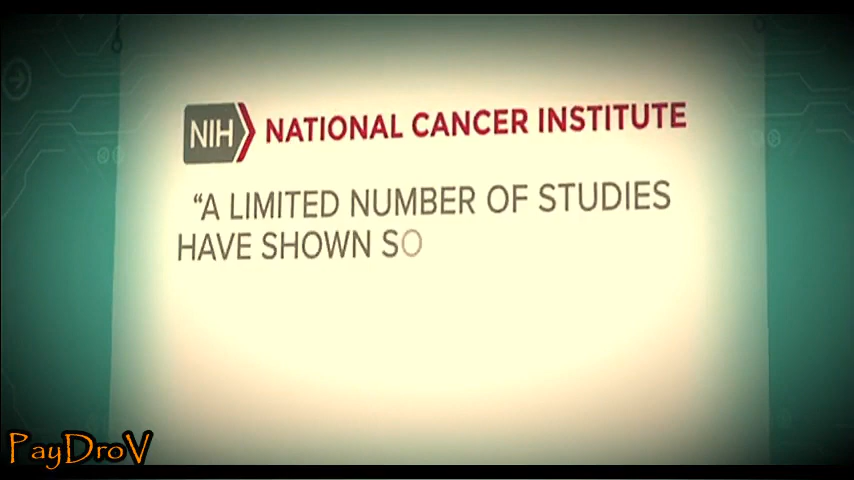 NIH NATIONAL CANCER INSTITUTE
“A LIMITED NUMBER OF STUDIES
HAVE SHOWN SO
PayDroV